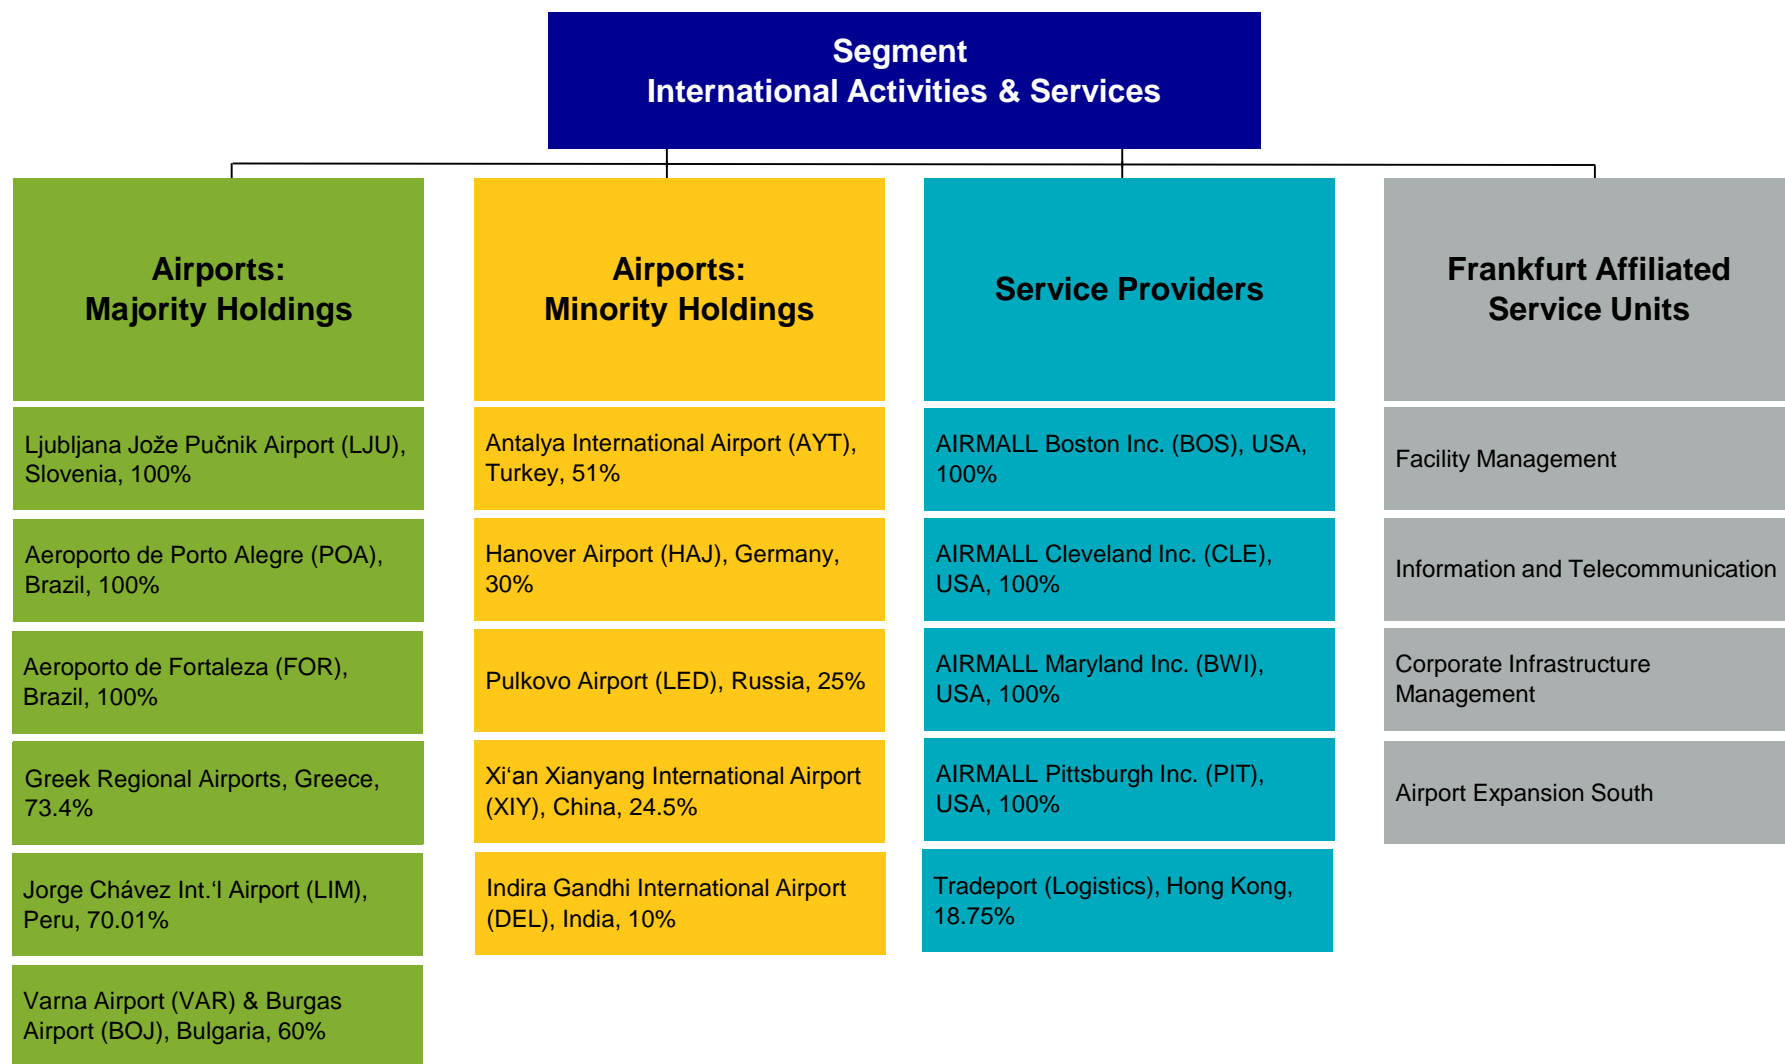 Segment
International Activities & Services
Airports:
Majority Holdings
Ljubljana Jože Pučnik Airport (LJU),
Slovenia, 100%
Aeroporto de Porto Alegre (POA),
Brazil, 100%
Aeroporto de Fortaleza (FOR),
Brazil, 100%
Greek Regional Airports, Greece,
73.4%
Jorge Chávez Int.‘l Airport (LIM),
Peru, 70.01%
Varna Airport (VAR) & Burgas
Airport (BOJ), Bulgaria, 60%
Airports:
Minority Holdings
Antalya International Airport (AYT),
Turkey, 51%
Hanover Airport (HAJ), Germany,
30%
Pulkovo Airport (LED), Russia, 25%
Xi‘an Xianyang International Airport
(XIY), China, 24.5%
Indira Gandhi International Airport
(DEL), India, 10%
Service Providers
AIRMALL Boston Inc. (BOS), USA,
100%
AIRMALL Cleveland Inc. (CLE),
USA, 100%
AIRMALL Maryland Inc. (BWI),
USA, 100%
AIRMALL Pittsburgh Inc. (PIT),
USA, 100%
Tradeport (Logistics), Hong Kong,
18.75%
Frankfurt Affiliated
Service Units
Facility Management
Information and Telecommunication
Corporate Infrastructure
Management
Airport Expansion South